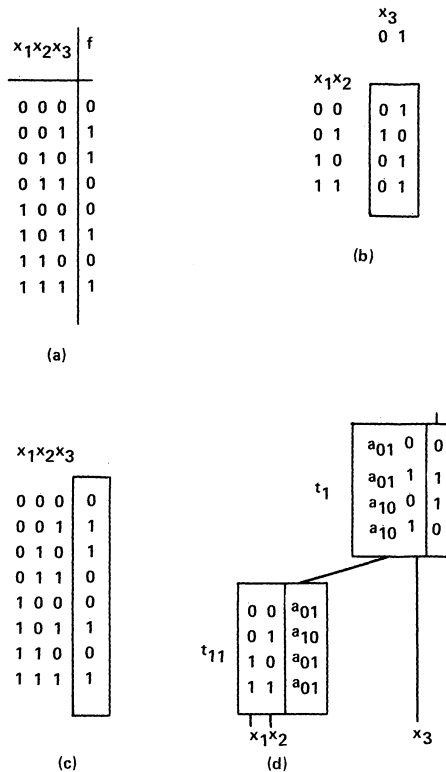 x1x2x3 f
0 0 0 0
0 0 1 1
0 1 0 1
0 1 1 0
1 0 0 0
1 0 1 1
1 1 0 0
1 1 1 1
(a)
x3
0 1
x1x2
0 0 0 1
0 1 1 0
1 0 0 1
1 1 0 1
(b)
x1x2x3
0 0 0 0
0 0 1 1
0 1 0 1
0 1 1 0
1 0 0 0
1 0 1 1
1 1 0 0
1 1 1 1
(c)
t1
a01 0 0
a01 1 1
a10 0 1
a10 1 0
t11
0 0 a01
0 1 a10
1 0 a01
1 1 a01
x1x2
x3
(d)